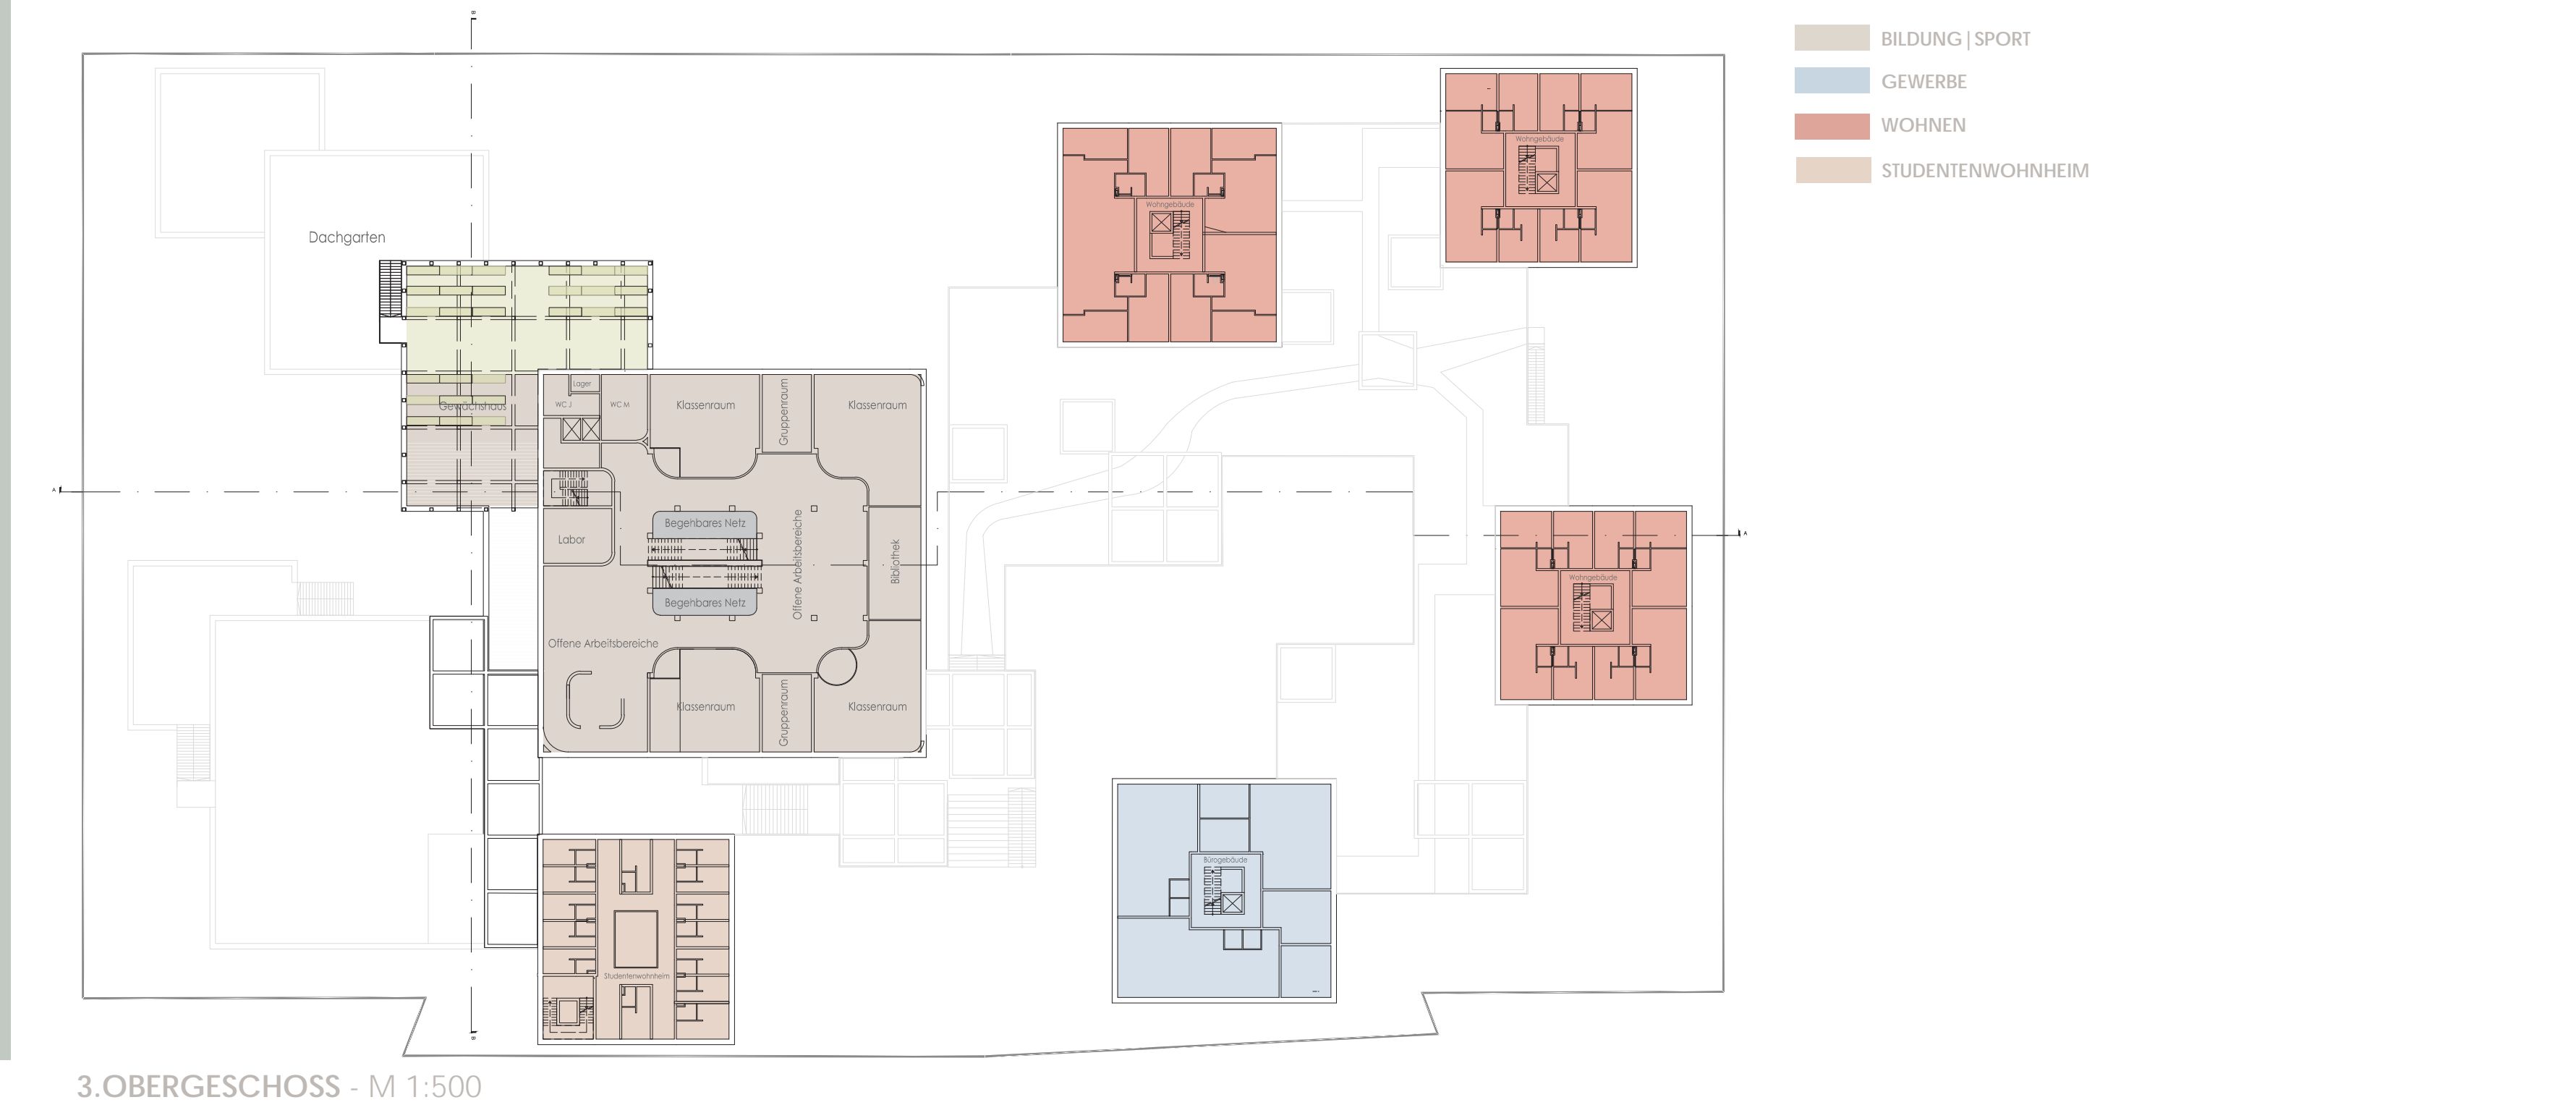 B
BILDUNG|SPORT
GEWERBE
WOHNEN
STUDENTENWOHNHEIM
Wohngebäude
Wohngebäude
Dachgarten
Lager
WC J
WC M
Klassenraum
Gruppenraum
Klassenraum
Gewächshaus
A
A
Labor
Begehbares Netz
Begehbares Netz
Offene Arbeitsbereiche
Bibliothek
Wohngebäude
Offene Arbeitsbereiche
Klassenraum
Gruppenraum
Klassenraum
Bürogebäude
Studentenwohnheim
B
3.OBERGESCHOSS - M 1:500